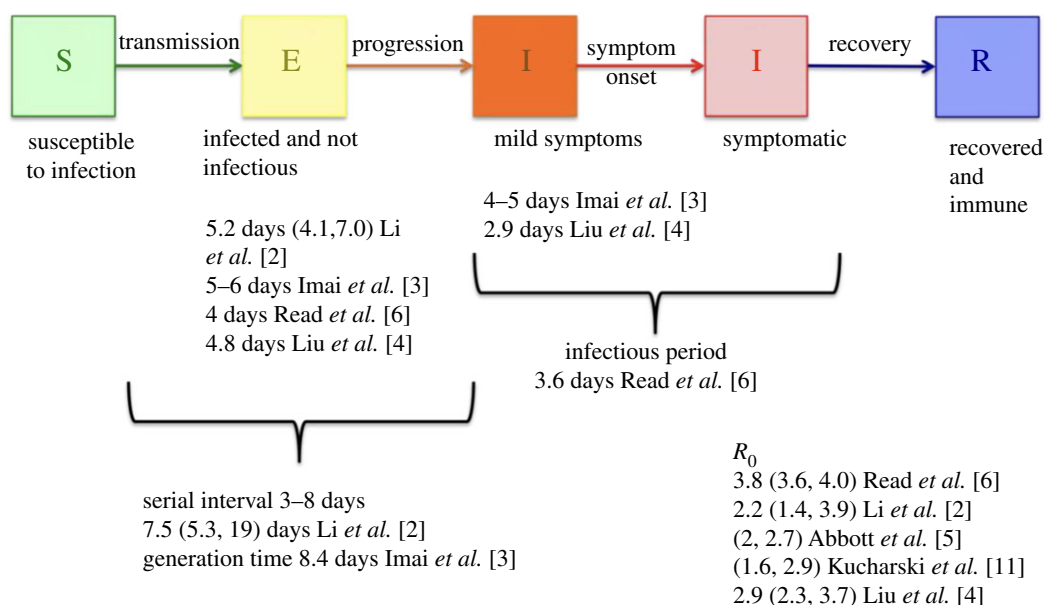 S
transmission
E
progression
I
symptom
onset
I
recovery
R
susceptible
to infection
infected and not
infectious
mild symptoms
symptomatic
recovered
and
immune
5.2 days (4.1,7.0) Li
et al. [2]
5–6 days Imai et al. [3]
4 days Read et al. [6]
4.8 days Liu et al. [4]
4–5 days Imai et al. [3]
2.9 days Liu et al. [4]
infectious period
3.6 days Read et al. [6]
serial interval 3–8 days
7.5 (5.3, 19) days Li et al. [2]
generation time 8.4 days Imai et al. [3]
R0
3.8 (3.6, 4.0) Read et al. [6]
2.2 (1.4, 3.9) Li et al. [2]
(2, 2.7) Abbott et al. [5]
(1.6, 2.9) Kucharski et al. [11]
2.9 (2.3, 3.7) Liu et al. [4]